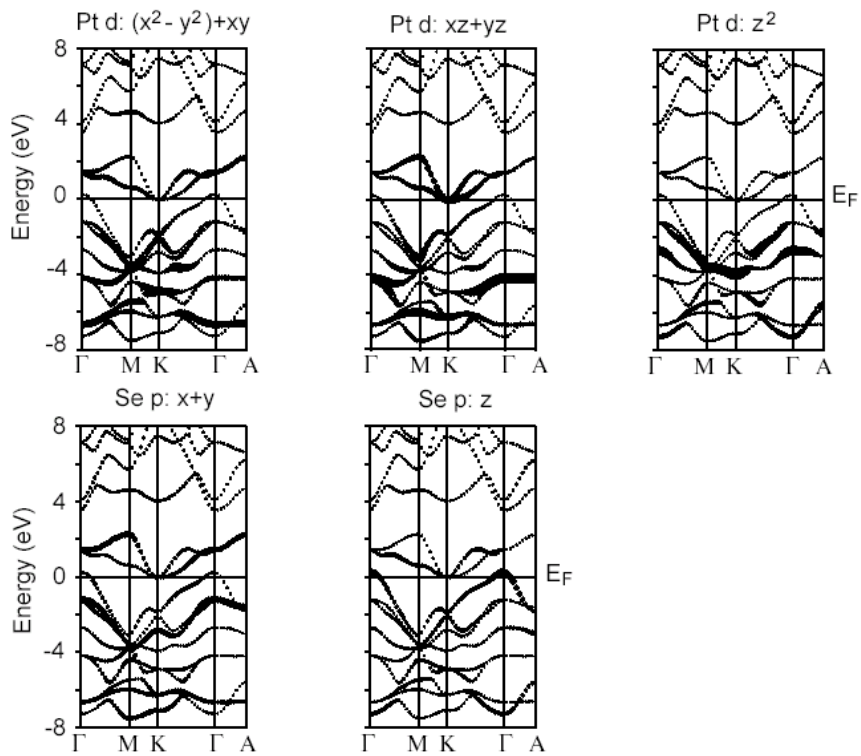 Pt d: (x² - y²)+xy
Pt d: xz+yz
Pt d: z²
8
4
0
-4
-8
Energy (eV)
E_F
Γ M K Γ A
Γ M K Γ A
Γ M K Γ A
Se p: x+y
Se p: z
8
4
0
-4
-8
Energy (eV)
E_F
Γ M K Γ A
Γ M K Γ A